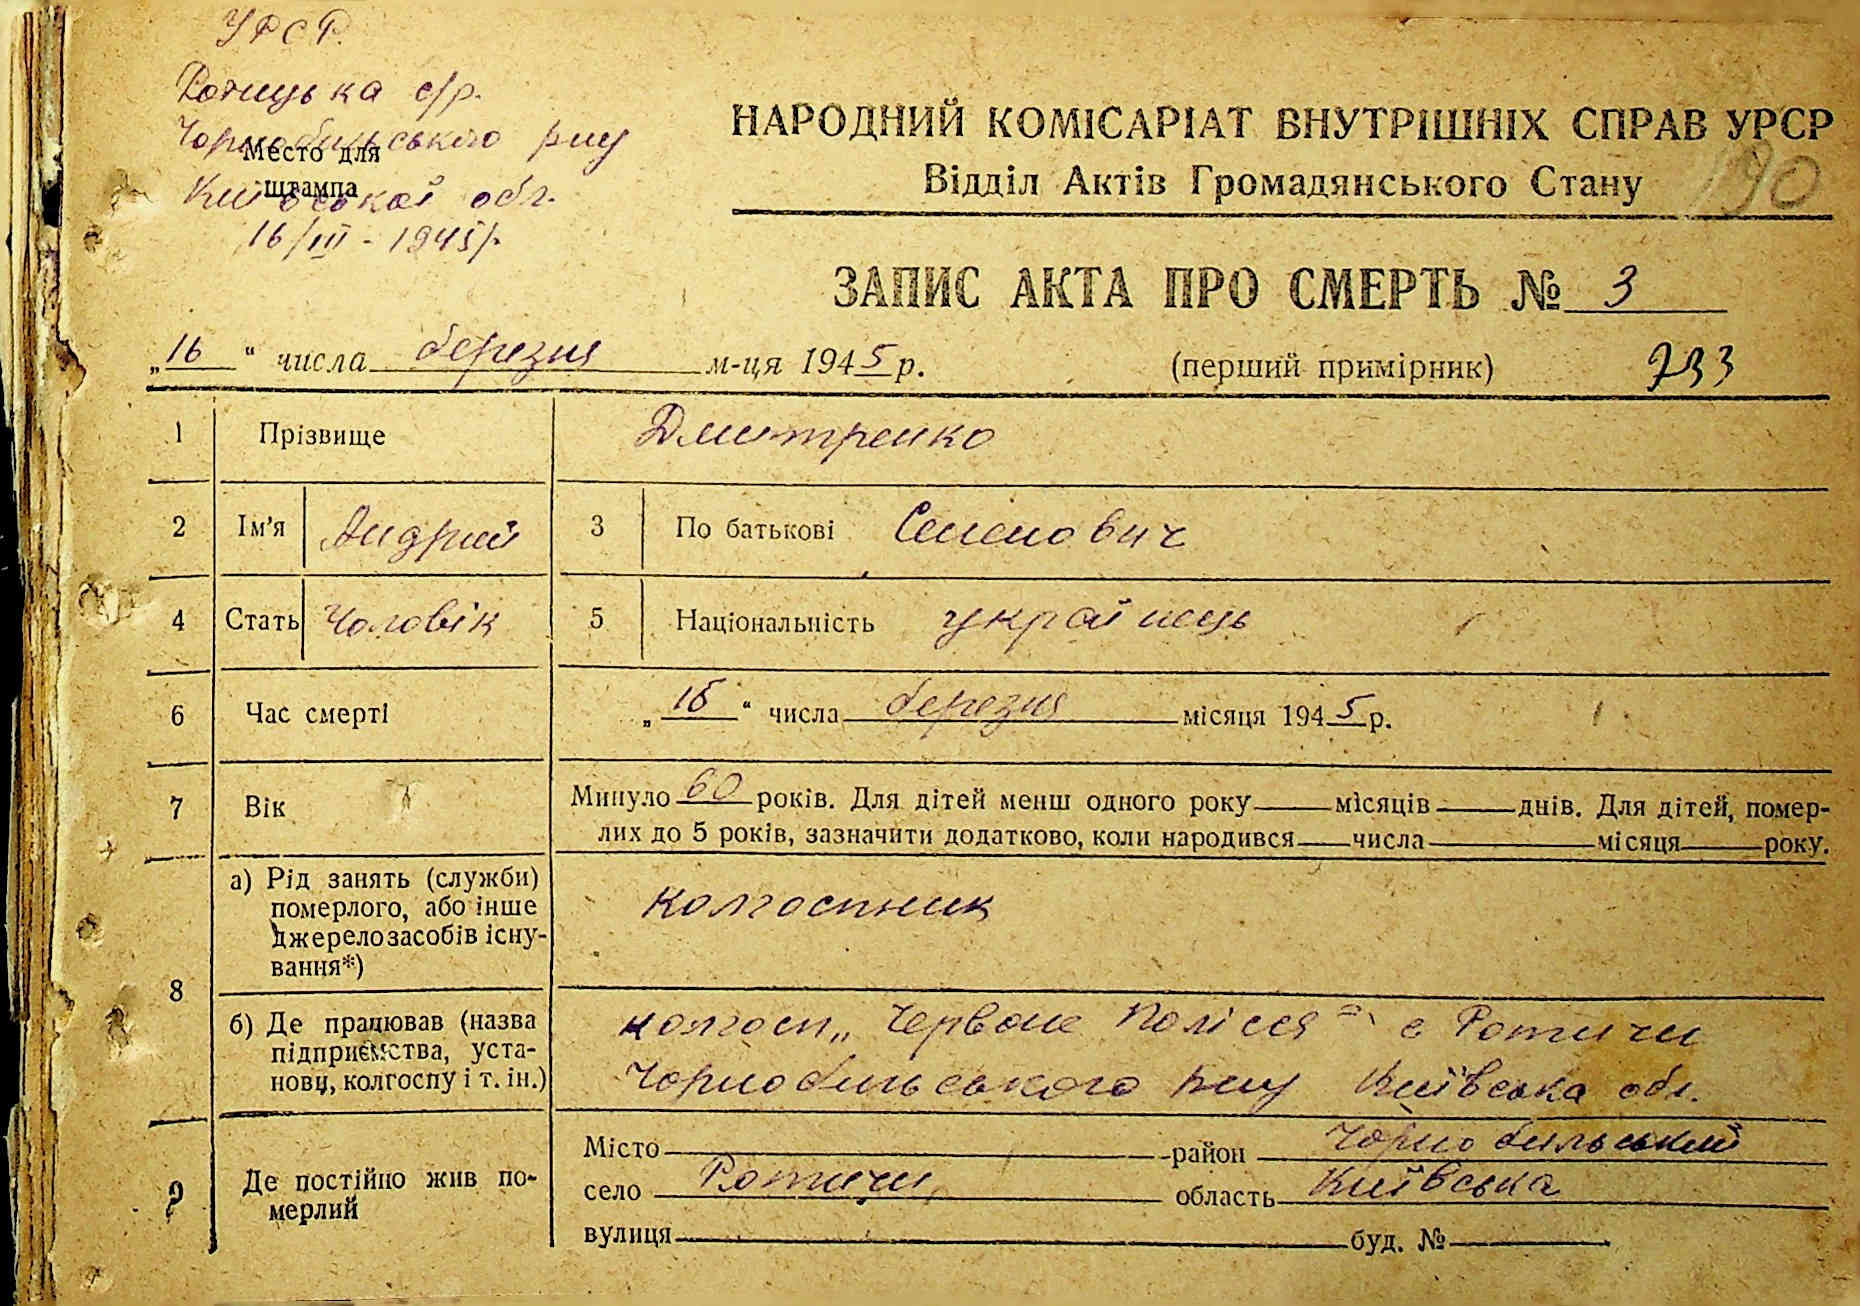 УРСР
Ротицька с/р.
Чорнобильського р-ну
Место для
штампа
Київської обл.
16/III - 1945 р.
НАРОДНИЙ КОМІСАРІАТ ВНУТРІШНІХ СПРАВ УРСР
Відділ Актів Громадянського Стану
190
ЗАПИС АКТА ПРО СМЕРТЬ № 3
„16“ числа березня м-ця 1945 р. (перший примірник) 733
1 Прізвище Дмитренко
2 Ім'я Андрий 3 По батькові Семенович
4 Стать Чоловік 5 Національність українець
6 Час смерті „16“ числа березня місяця 1945 р.
7 Вік Минуло 60 років. Для дітей менш одного року місяців днів. Для дітей, помер-
лих до 5 років, зазначити додатково, коли народився числа місяця року.
8 а) Рід занять (служби)
померлого, або інше
джерело засобів існу-
вання*)
колгоспник
б) Де працював (назва
підприємства, уста-
нови, колгоспу і т. ін.)
колгосп „Червоне Полісся“ с Ротичи
Чорнобильського р-ну Київська обл.
9 Де постійно жив по-
мерлий
Місто район Чорнобильський
село Ротичи область Київська
вулиця буд. №